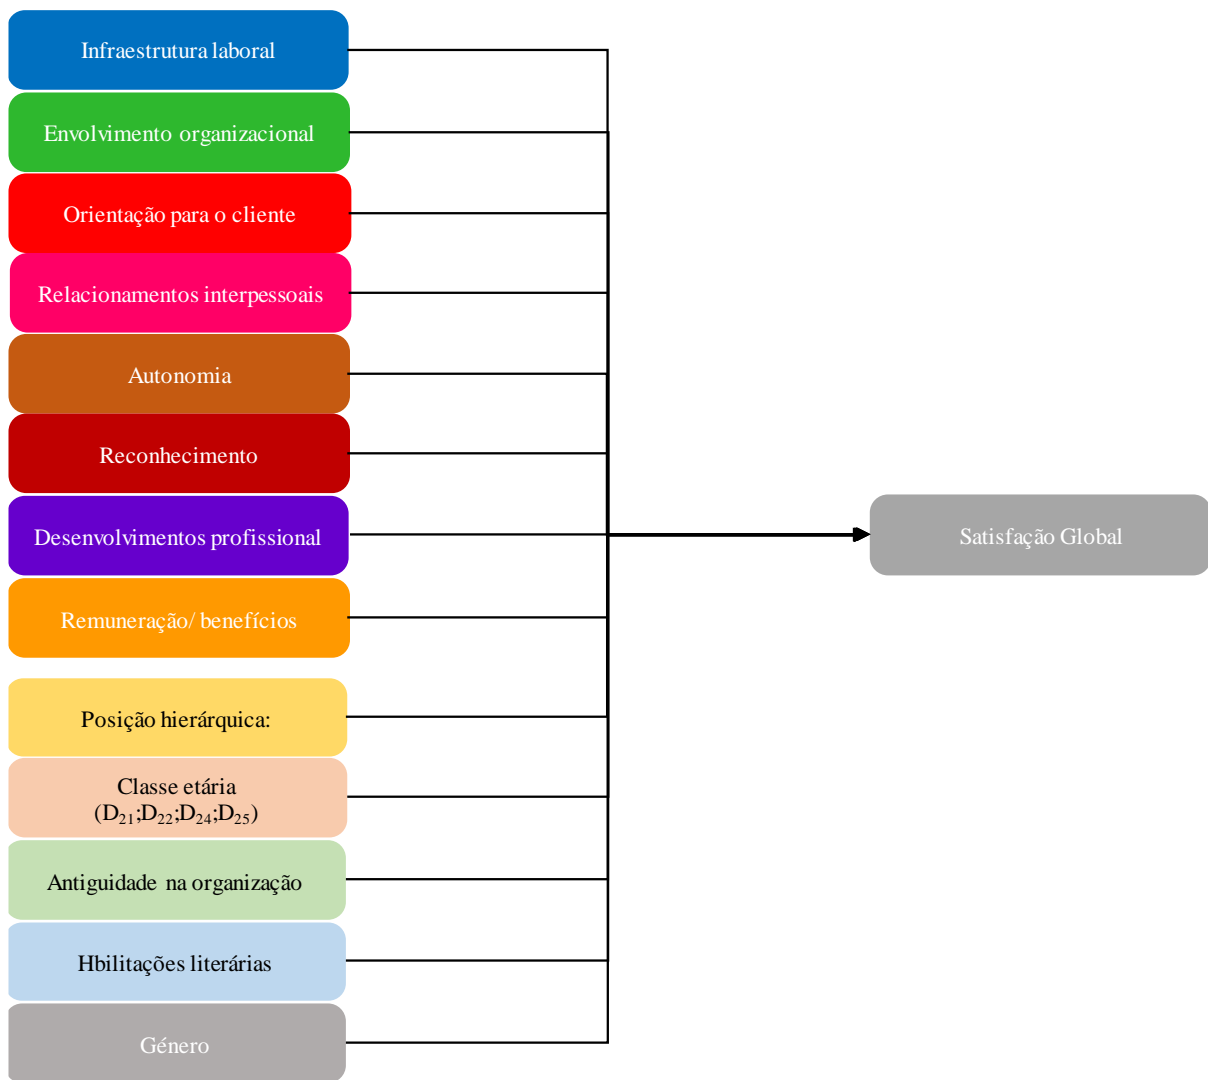 Infraestrutura laboral
Envolvimento organizacional
Orientação para o cliente
Relacionamentos interpessoais
Autonomia
Reconhecimento
Desenvolvimentos profissional
Remuneração/ benefícios
Posição hierárquica:
Classe etária
(D₂₁;D₂₂;D₂₄;D₂₅)
Antiguidade na organização
Hbilitações literárias
Género
Satisfação Global